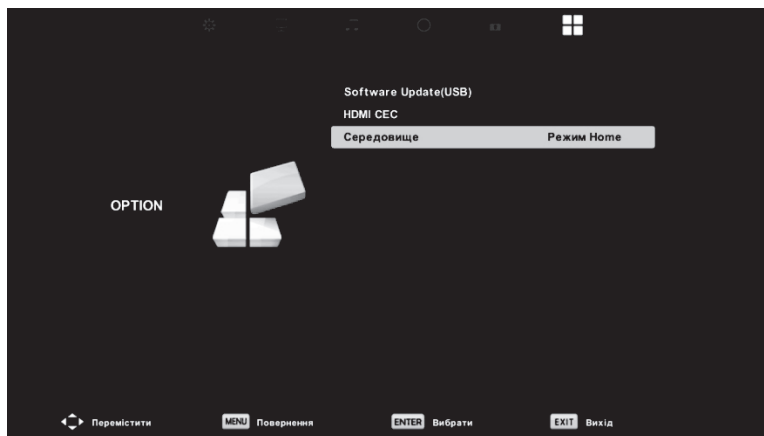 Software Update(USB)
HDMI CEC
Середовище Режим Home
OPTION
Перемістити MENU Повернення ENTER Вибрати EXIT Вихід